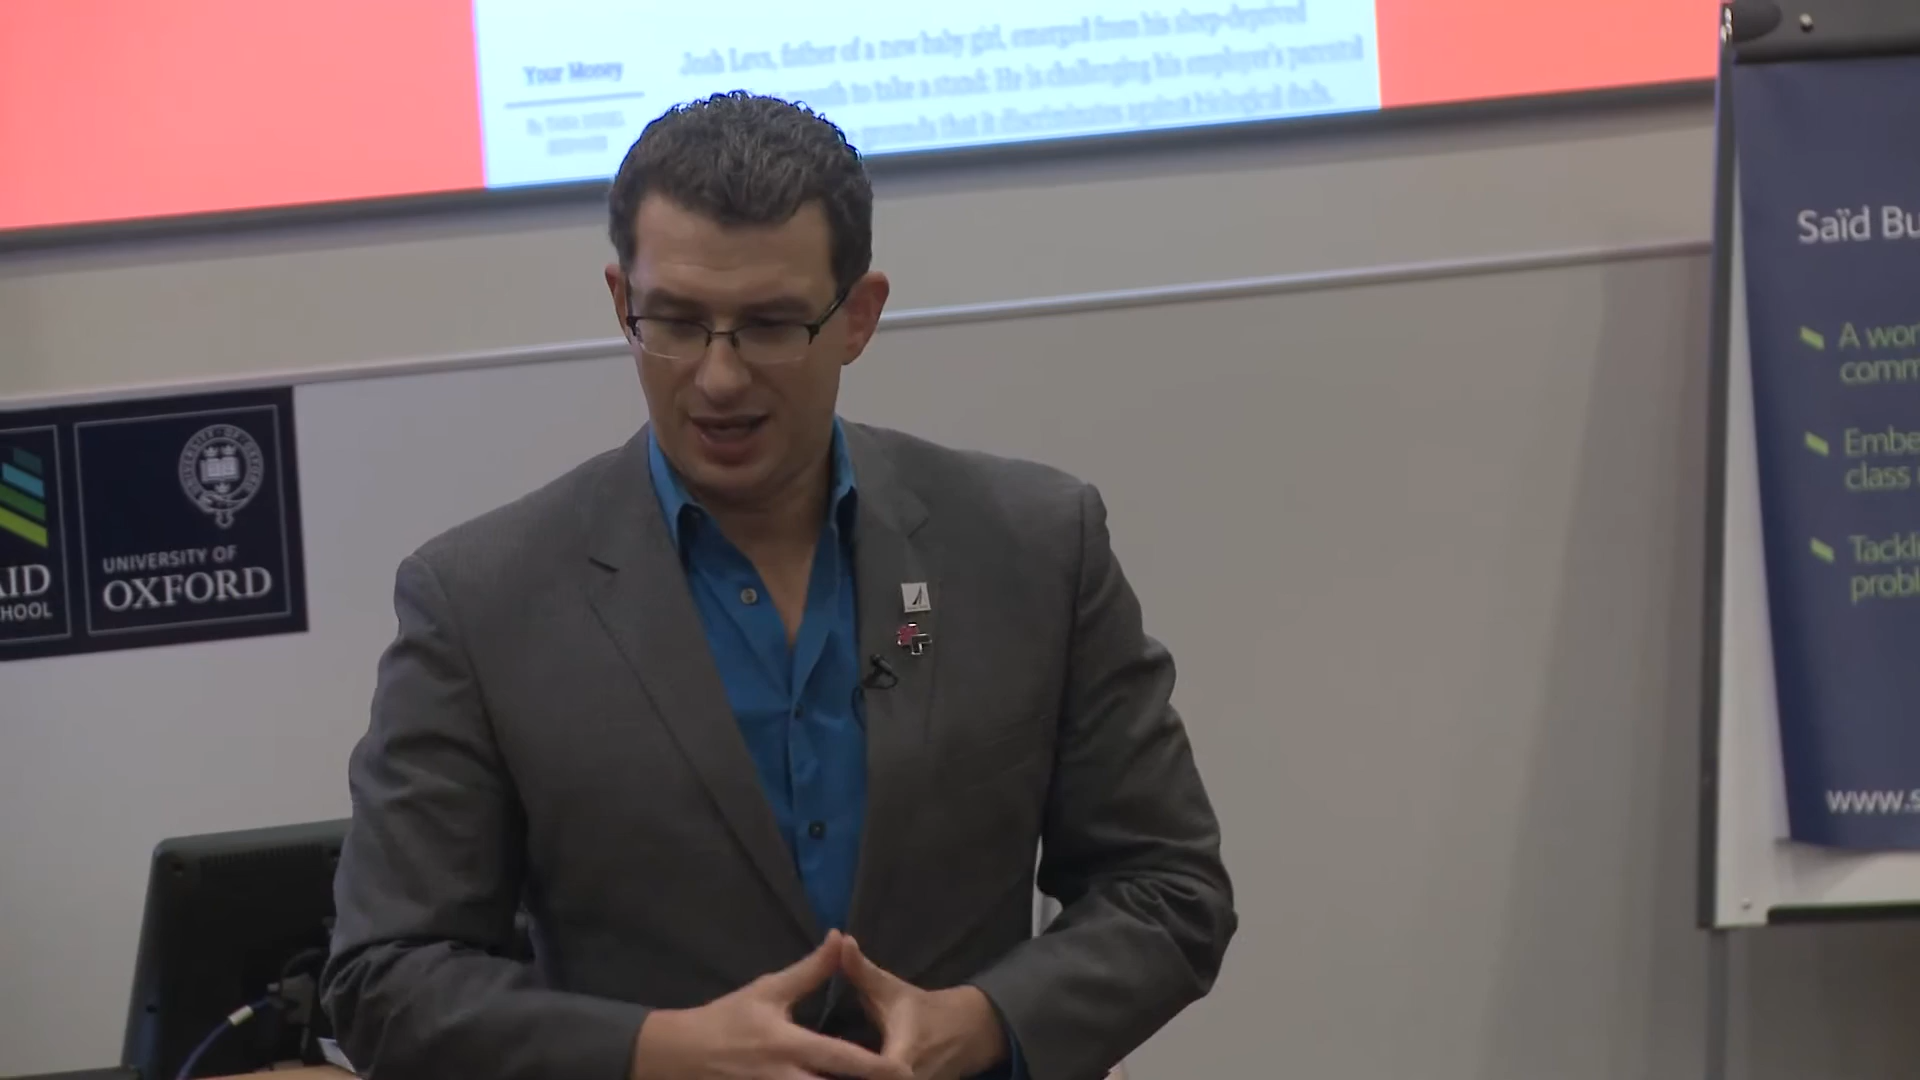 Your Money
Josh Levs, father of a new baby girl, emerged from his sleep-deprived
month to take a stand: He is challenging his employer's parental
grounds that it discriminates against biological dads.
Saïd Bu
A wor
comm
Embe
class
Tackli
probl
www.s
AID
HOOL
UNIVERSITY OF
OXFORD